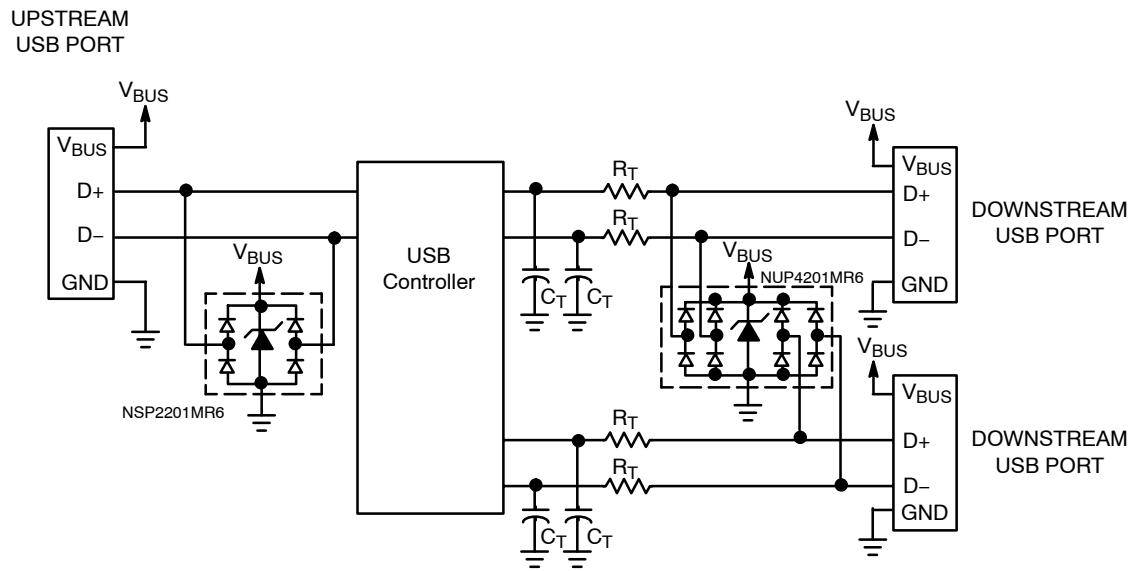 UPSTREAM
USB PORT
VBUS
VBUS
D+
D−
GND
VBUS
NSP2201MR6
USB
Controller
RT
RT
CT
CT
VBUS
NUP4201MR6
VBUS
VBUS
D+
D−
GND
DOWNSTREAM
USB PORT
RT
RT
CT
CT
VBUS
VBUS
D+
D−
GND
DOWNSTREAM
USB PORT